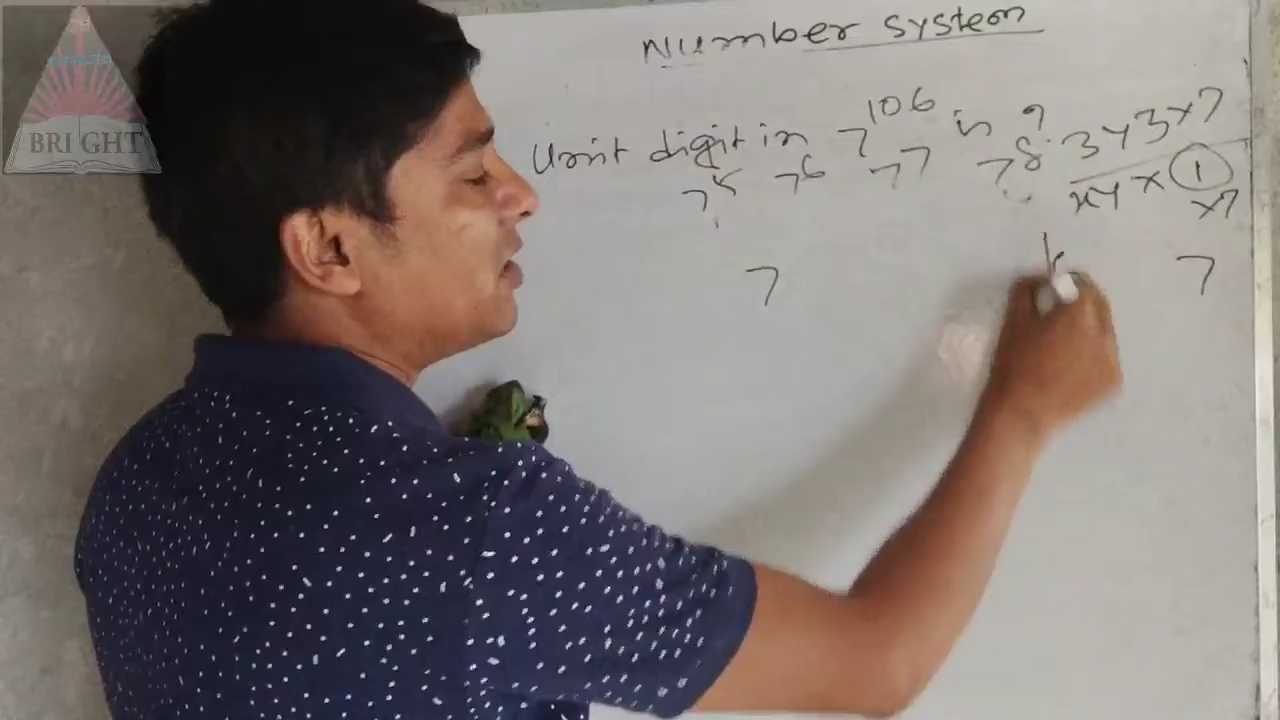 BRIGHT
Number system
Unit digit in 7^106 is ?
7^5 7^6 7^7 7^8
343×7
×1
×7
7 7